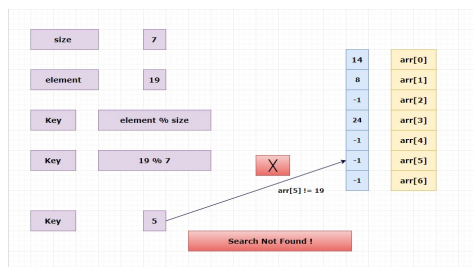 size 7
14 arr[0]
element 19
8 arr[1]
-1 arr[2]
Key element % size
24 arr[3]
-1 arr[4]
Key 19 % 7
X
-1 arr[5]
-1 arr[6]
arr[5] != 19
Key 5
Search Not Found !